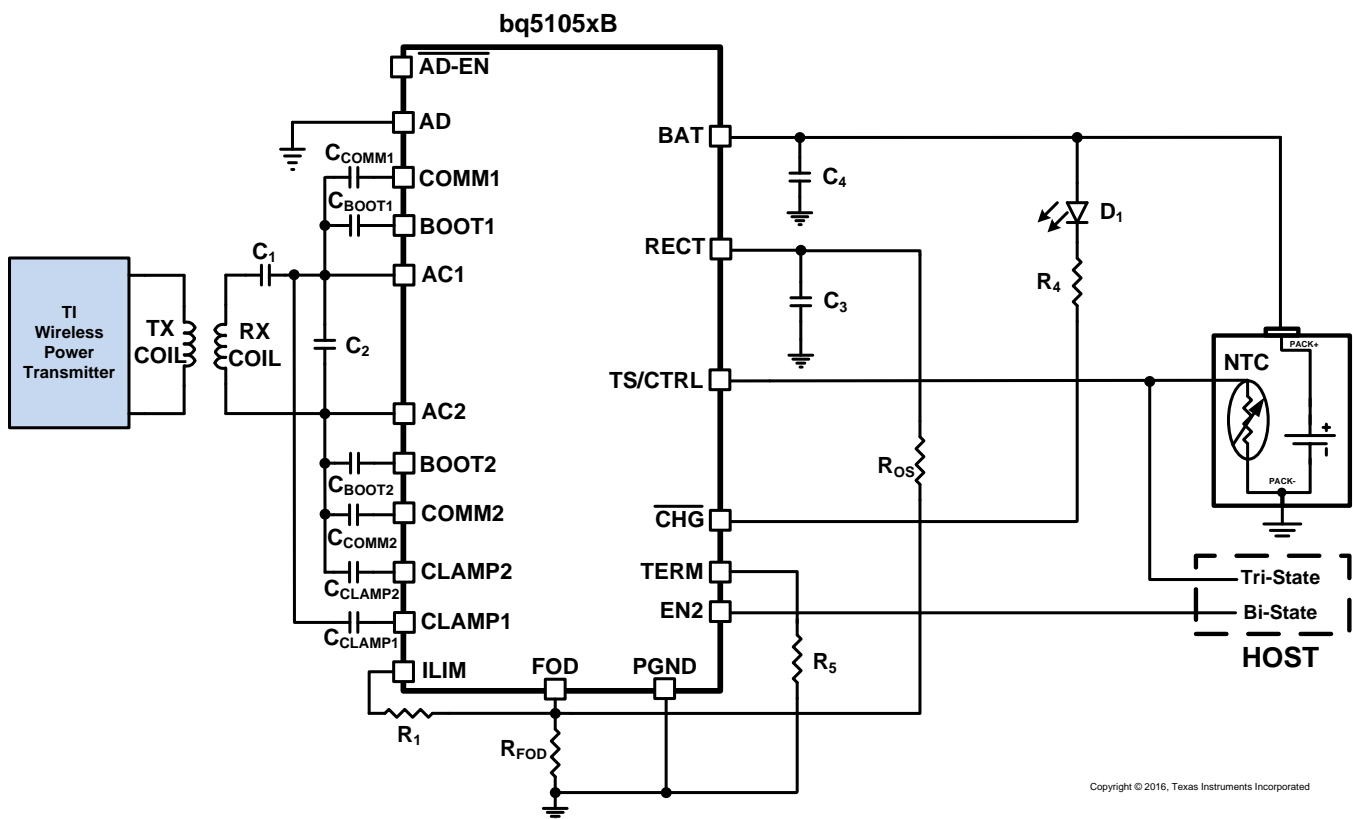 bq5105xB
AD-EN
AD
BAT
C_COMM1
COMM1
C_4
C_BOOT1
BOOT1
D_1
RECT
C_1
AC1
R_4
C_3
TI
Wireless
Power
Transmitter
TX
COIL
RX
COIL
C_2
PACK+
NTC
TS/CTRL
AC2
+
-
BOOT2
R_OS
C_BOOT2
PACK-
COMM2
CHG
C_COMM2
CLAMP2
TERM
Tri-State
C_CLAMP2
EN2
Bi-State
CLAMP1
C_CLAMP1
HOST
ILIM
FOD
PGND
R_5
R_1
R_FOD
Copyright © 2016, Texas Instruments Incorporated